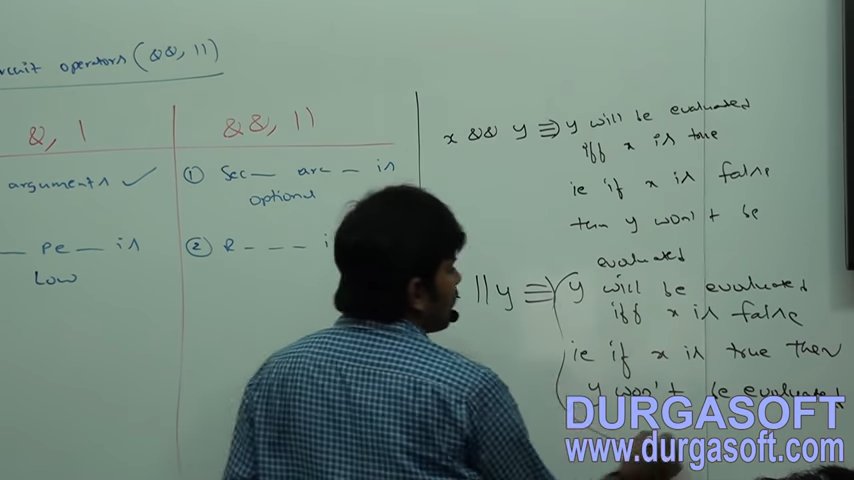 operators (&&, ||)
&, |
&&, ||
arguments ✓
① Sec— arc — is
optional
— Pe — is
Low
② R - - - i
x && y ≡> y will be evaluated
iff x is true
ie if x is false
then y won't be
evaluated
|| y ≡> y will be evaluated
iff x is false
ie if x is true then
y won't be evaluated
DURGASOFT
www.durgasoft.com